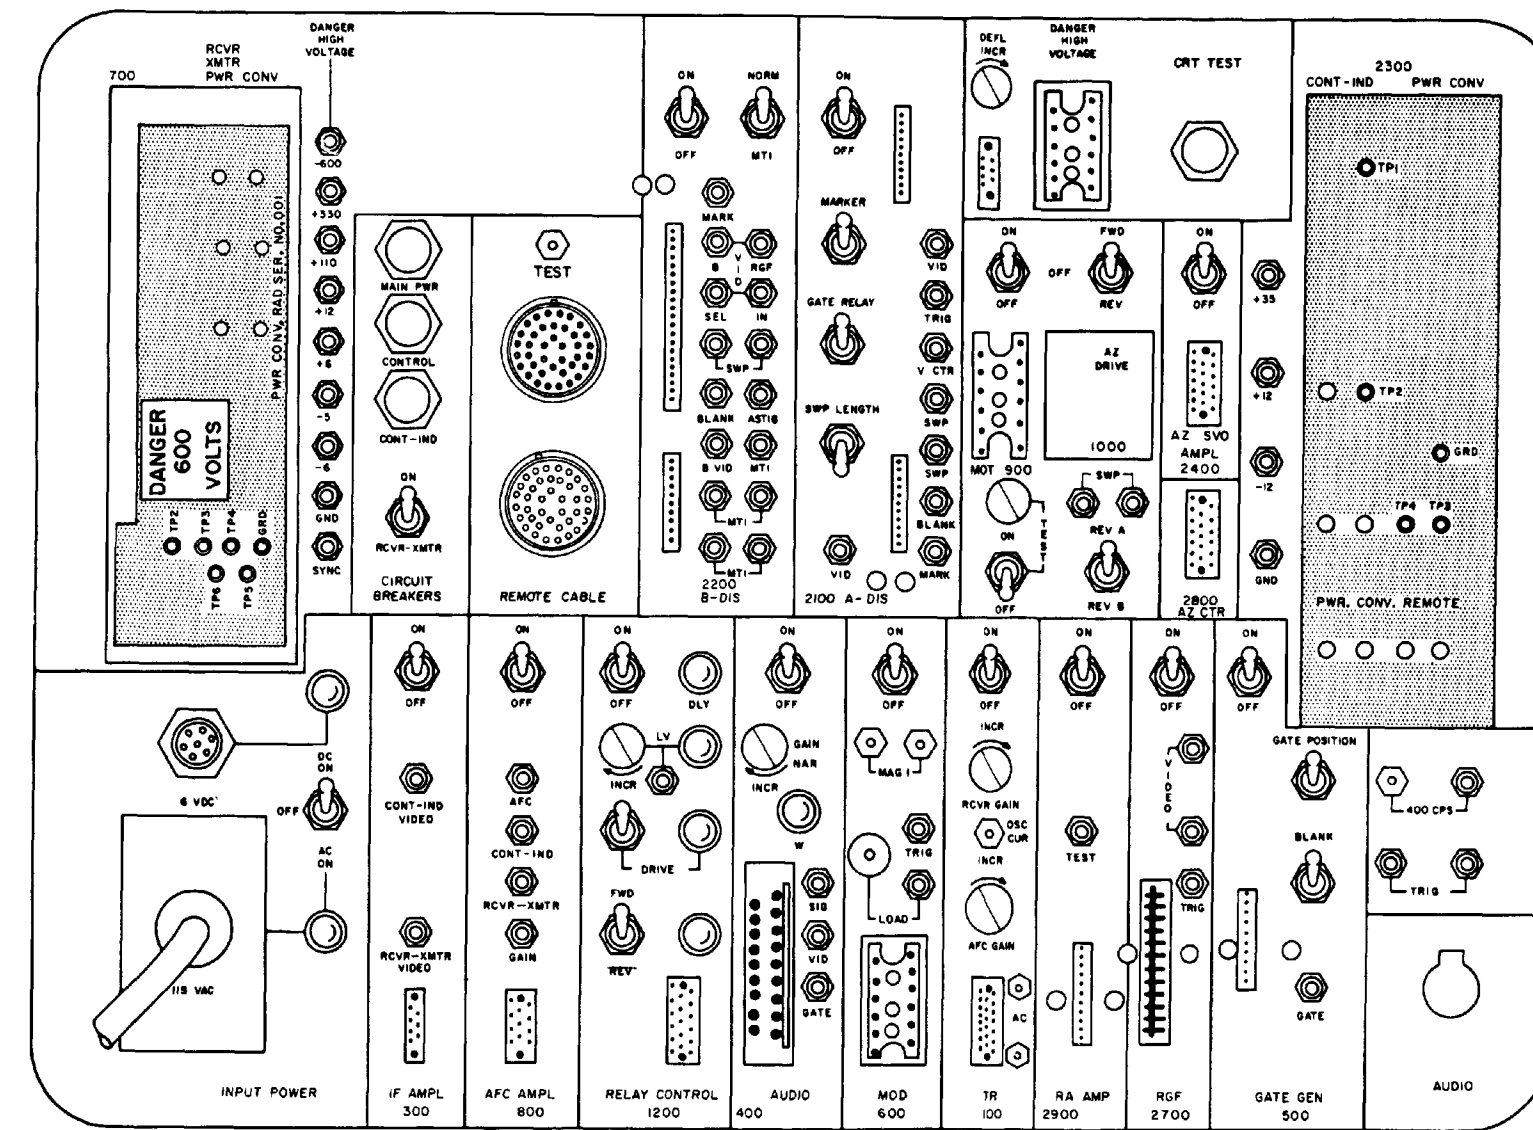 700
RCVR
XMTR
PWR CONV
DANGER
HIGH
VOLTAGE
-600
+330
+110
+12
+6
-5
-6
GND
SYNC
PWR CONV, RAD SER. NO.001
DANGER
600
VOLTS
TP2
TP3
TP4
GRD
TP6
TP5
MAIN PWR
CONTROL
CONT-IND
ON
RCVR-XMTR
CIRCUIT
BREAKERS
TEST
REMOTE CABLE
ON
OFF
NORM
MTI
MARK
B
VID
RGF
SEL
IN
SWP
BLANK
ASTIG
B VID
MTI
MTI
MTI
2200
B-DIS
ON
OFF
MARKER
GATE RELAY
SWP LENGTH
VID
VID
TRIG
V CTR
SWP
SWP
BLANK
MARK
2100 A-DIS
DEFL
INCR
DANGER
HIGH
VOLTAGE
CRT TEST
ON
OFF
OFF
FWD
REV
MOT 900
AZ
DRIVE
1000
TEST
ON
OFF
SWP
REV A
REV B
ON
OFF
AZ SVO
AMPL
2400
2800
AZ CTR
+35
+12
-12
GND
2300
CONT-IND
PWR CONV
TP1
TP2
GRD
TP4
TP3
PWR. CONV. REMOTE
6 VDC
DC
ON
OFF
AC
ON
115 VAC
INPUT POWER
ON
OFF
CONT-IND
VIDEO
RCVR-XMTR
VIDEO
IF AMPL
300
ON
OFF
AFC
CONT-IND
RCVR-XMTR
GAIN
AFC AMPL
800
ON
OFF
DLY
LV
INCR
DRIVE
FWD
REV
RELAY CONTROL
1200
ON
OFF
GAIN
NAR
INCR
W
SIG
VID
GATE
AUDIO
400
ON
OFF
MAG I
TRIG
LOAD
MOD
600
ON
OFF
INCR
RCVR GAIN
OSC
CUR
INCR
AFC GAIN
AC
TR
100
ON
OFF
TEST
RA AMP
2900
ON
OFF
VIDEO
TRIG
RGF
2700
ON
OFF
GATE POSITION
BLANK
GATE
GATE GEN
500
400 CPS
TRIG
AUDIO